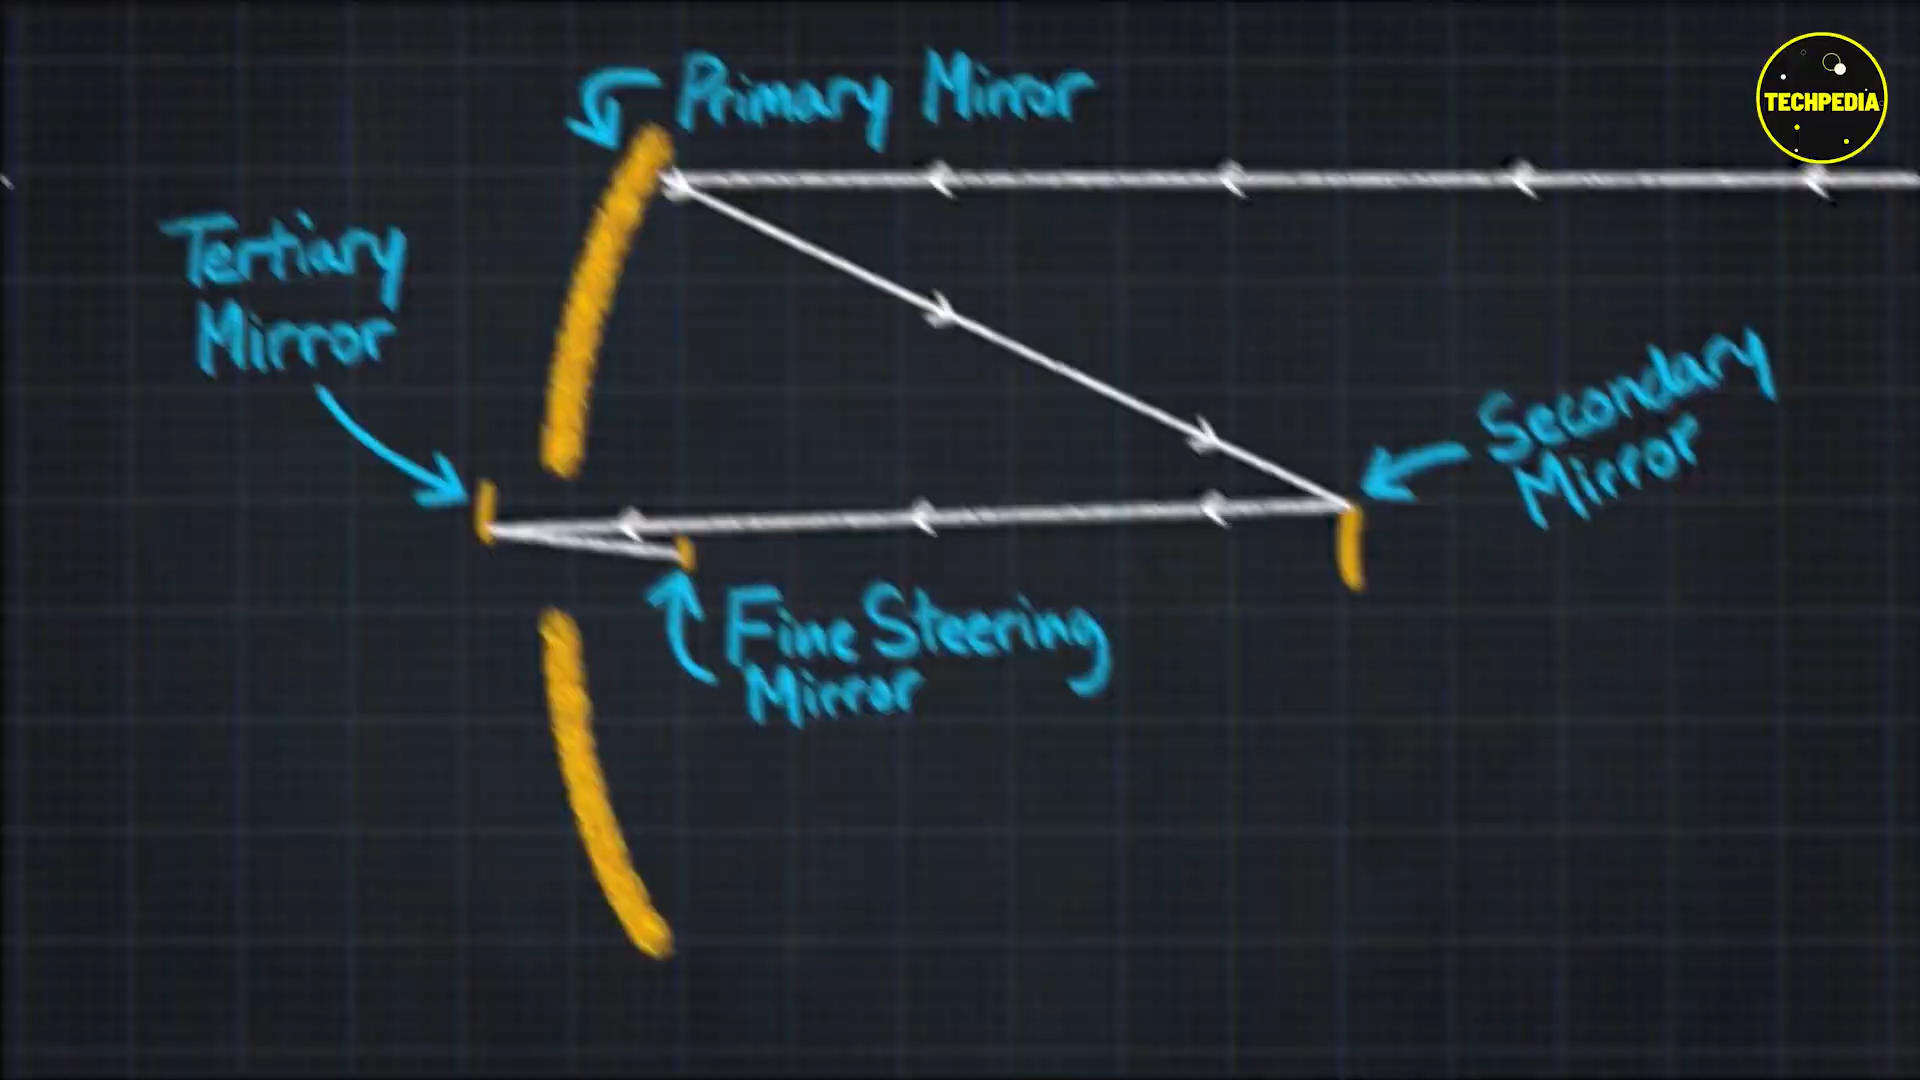 Primary Mirror
TECHPEDIA
Tertiary
Mirror
Secondary
Mirror
Fine Steering
Mirror